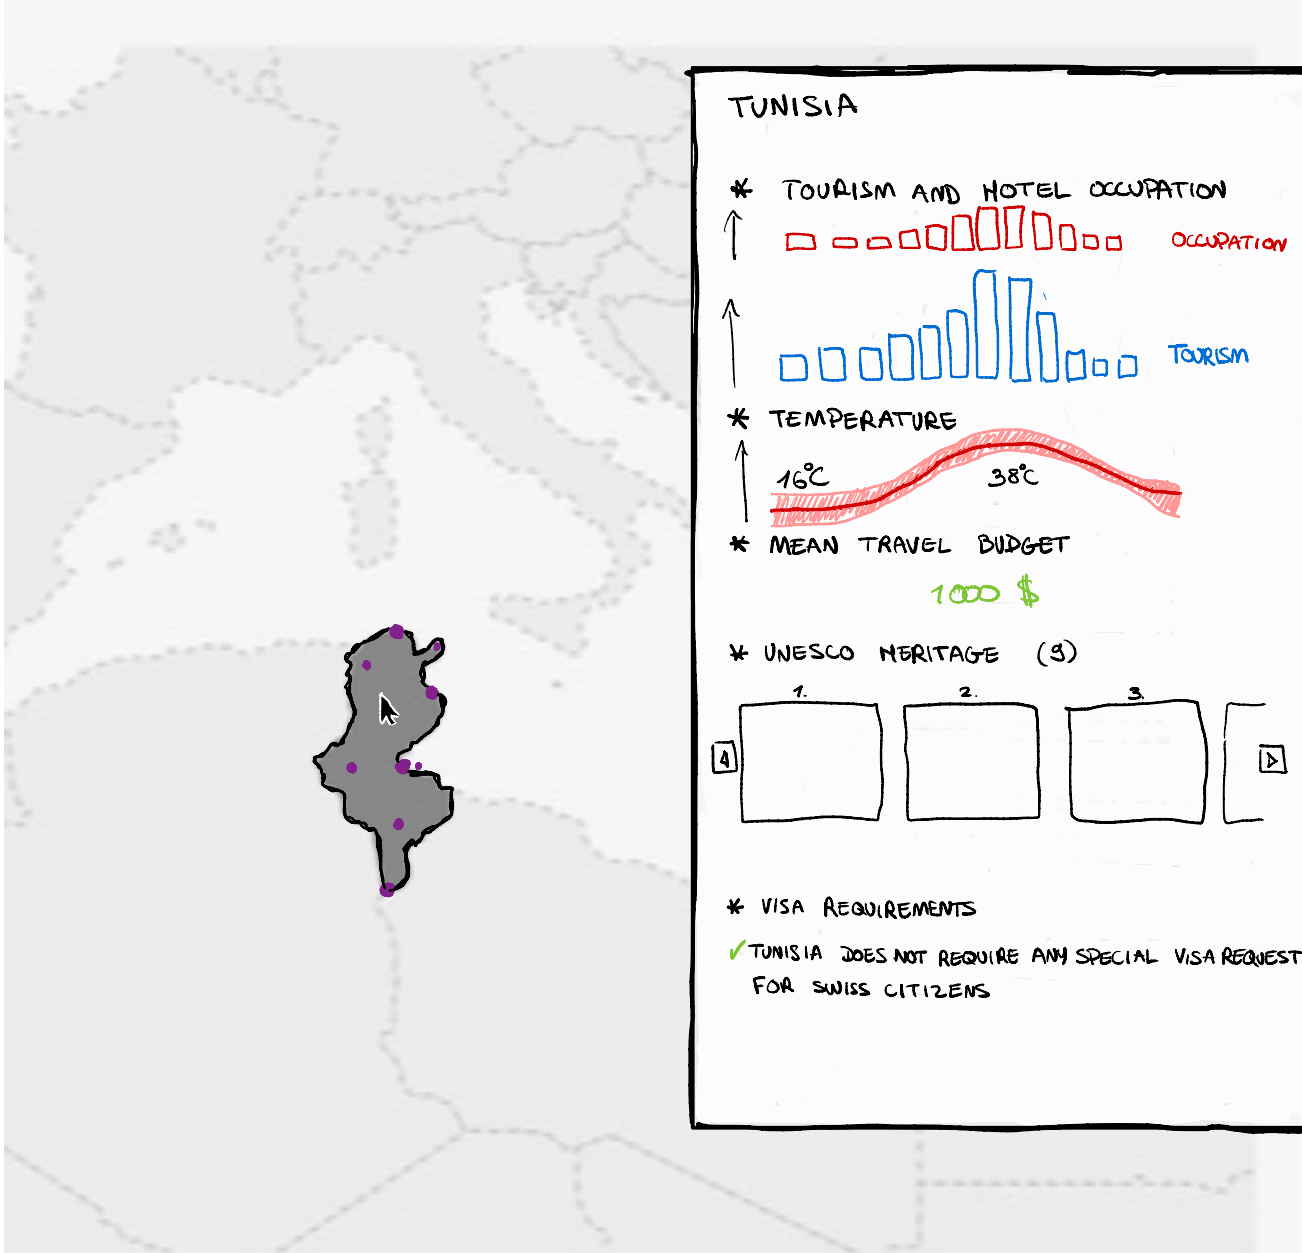 TUNISIA
* TOURISM AND HOTEL OCCUPATION
OCCUPATION
TOURISM
* TEMPERATURE
16°C
38°C
* MEAN TRAVEL BUDGET
1000 $
* UNESCO HERITAGE (9)
1. 2. 3.
* VISA REQUIREMENTS
✓ TUNISIA DOES NOT REQUIRE ANY SPECIAL VISA REQUEST
FOR SWISS CITIZENS